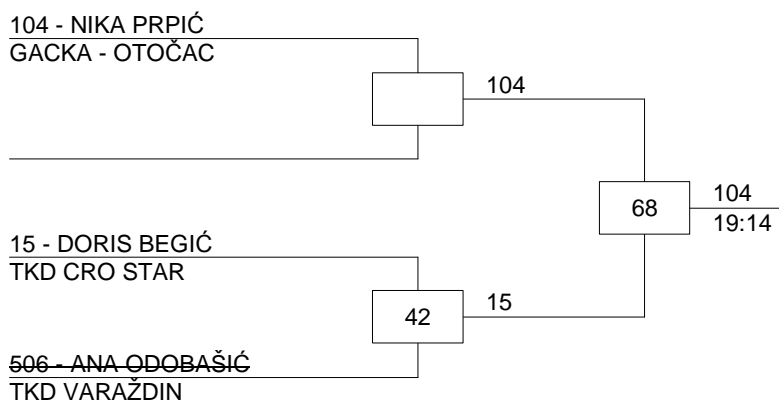 104 - NIKA PRPIĆ
GACKA - OTOČAC
104
104
68
19:14
15 - DORIS BEGIĆ
TKD CRO STAR
15
42
506 - ANA ODOBAŠIĆ
TKD VARAŽDIN